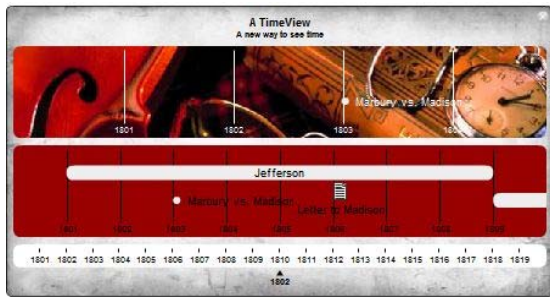 A TimeView
A new way to see time
Marbury vs. Madison
1801 1802 1803 1804
Jefferson
Marbury vs. Madison
Letter to Madison
1801 1802 1803 1804 1805 1806 1807 1808 1809
1801 1802 1803 1804 1805 1806 1807 1808 1809 1810 1811 1812 1813 1814 1815 1816 1817 1818 1819
1802